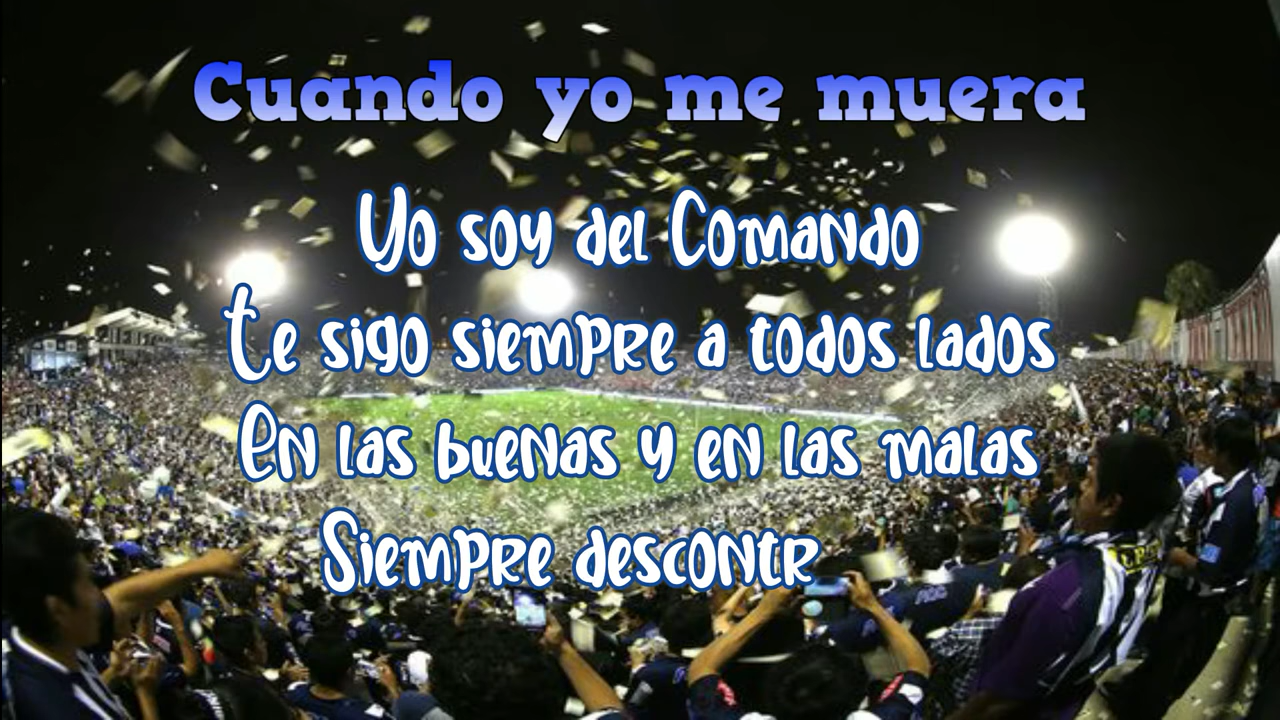 Cuando yo me muera
Yo soy del Comando
Te sigo siempre a todos lados
En las buenas y en las malas
Siempre descontr